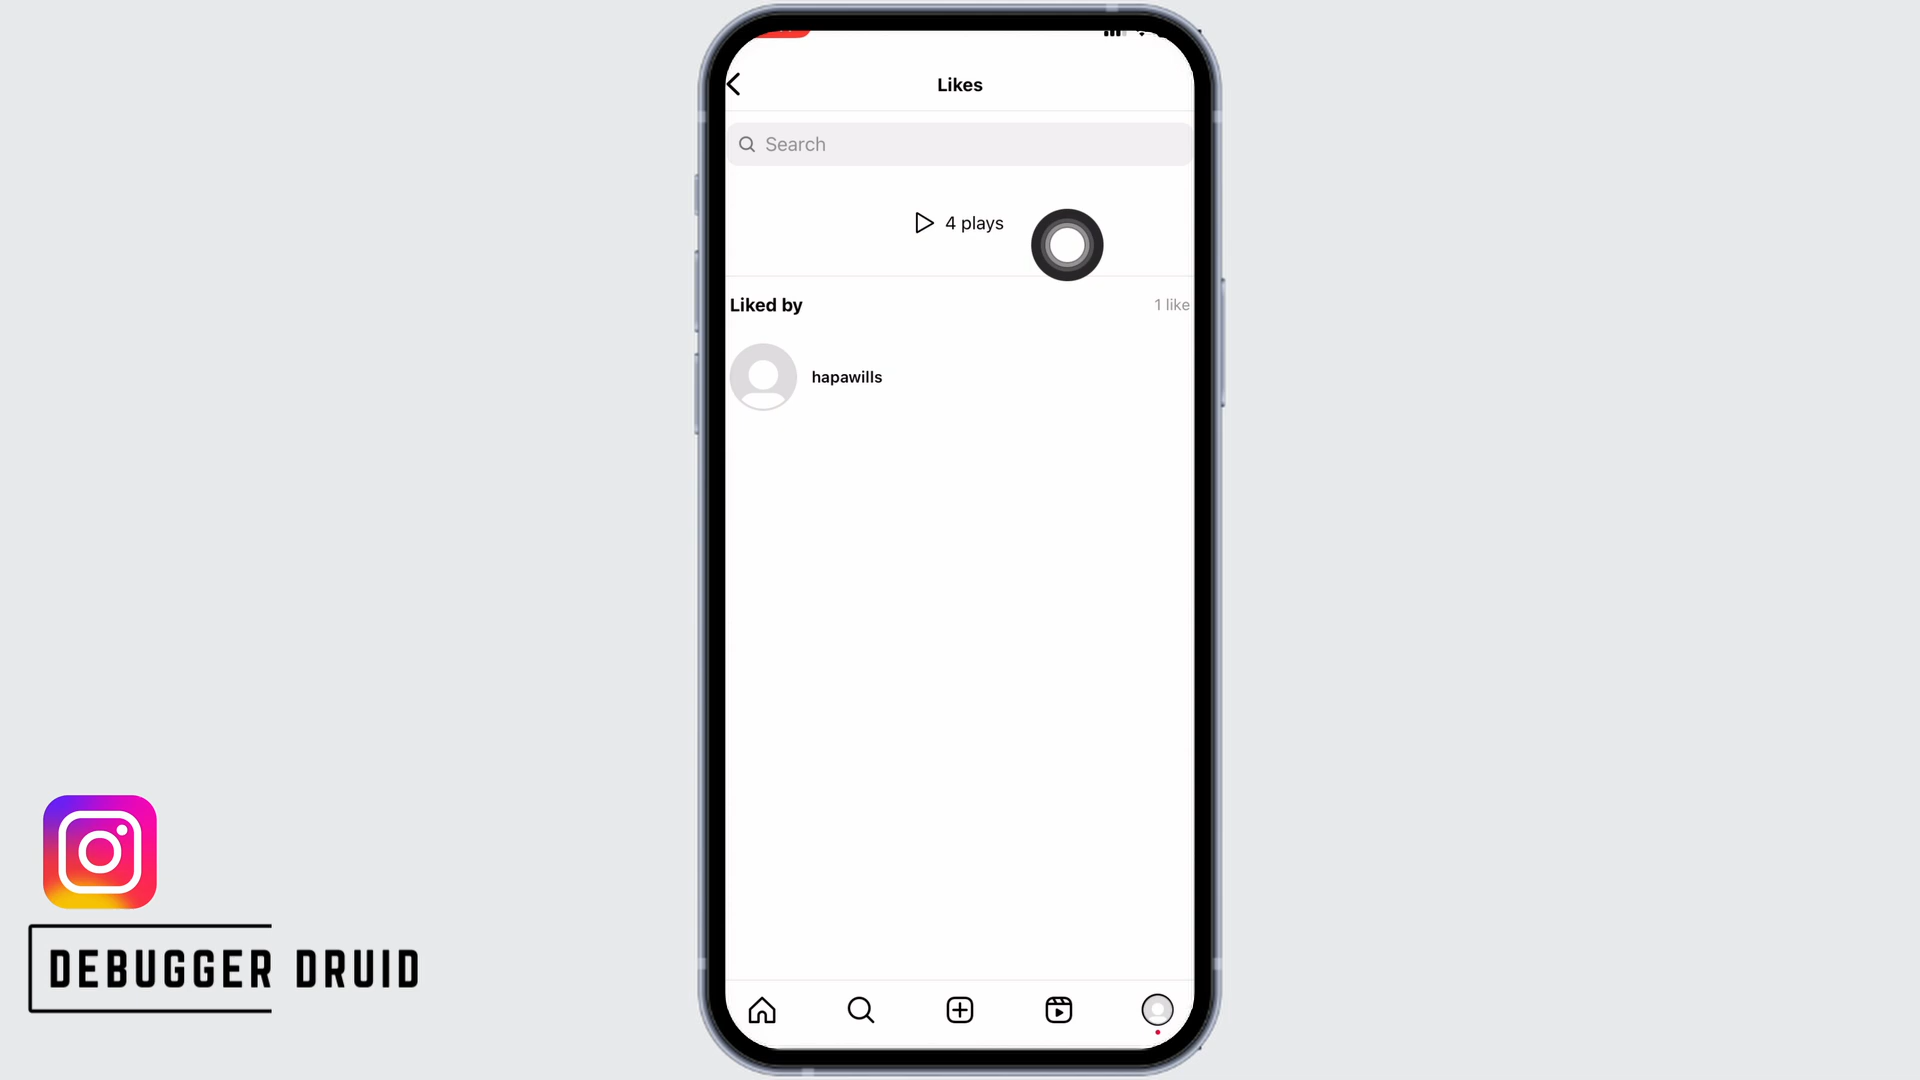 Likes
Search
4 plays
Liked by
1 like
hapawills
DEBUGGER DRUID